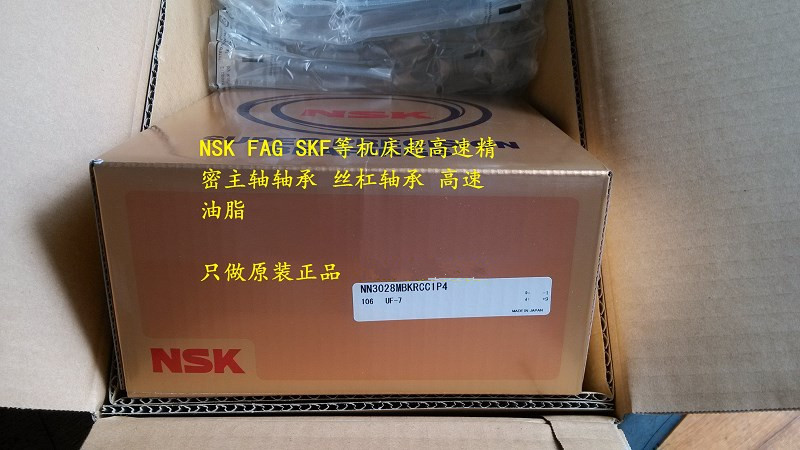 NSK
NSK FAG SKF等机床超高速精
密主轴轴承 丝杠轴承 高速
油脂
只做原装正品
NN3028MBKRCC1P4
106 UF-7
MADE IN JAPAN
NSK